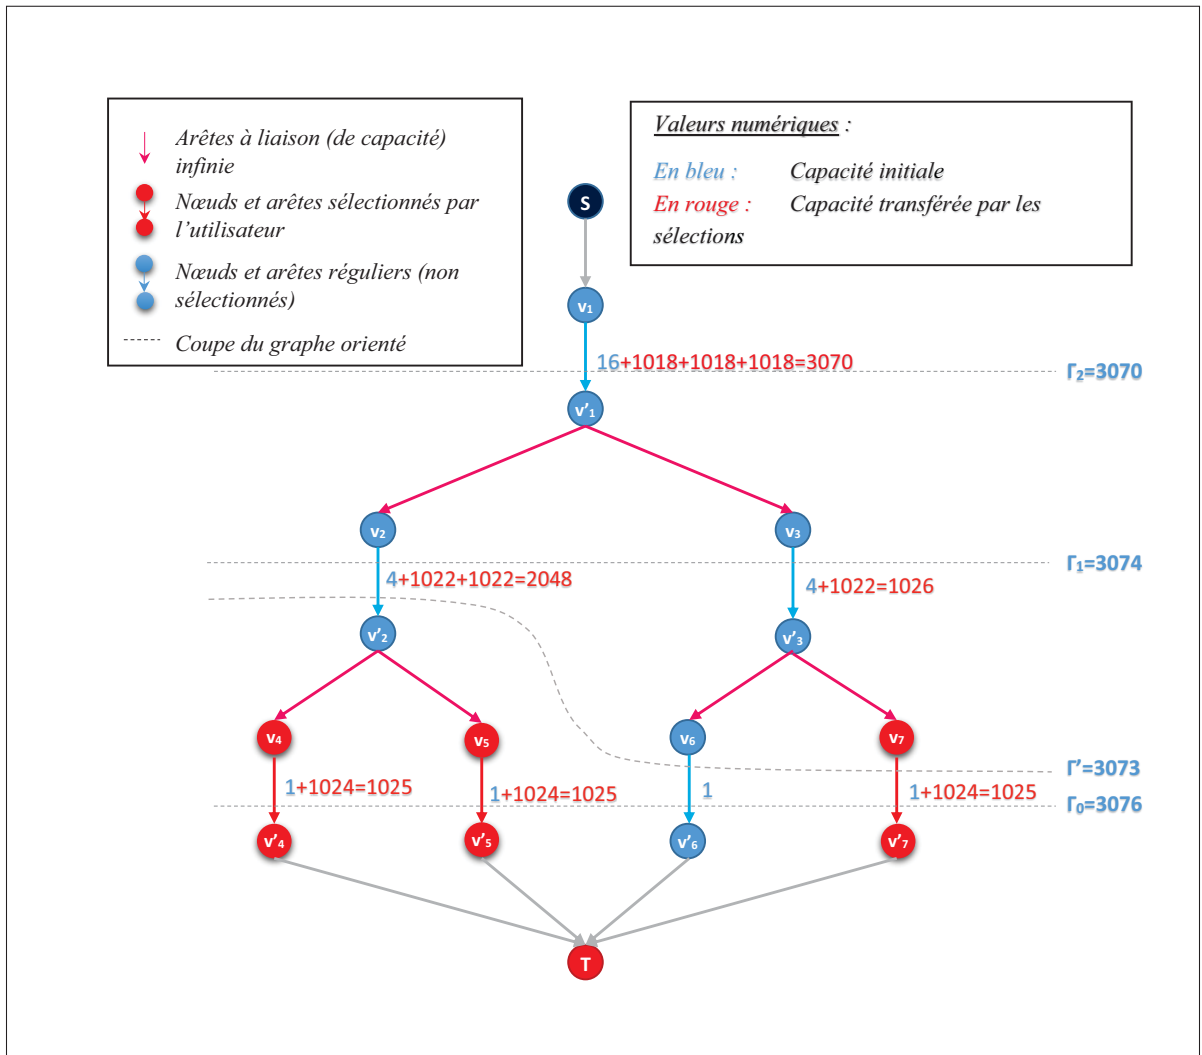 Arêtes à liaison (de capacité)
infinie
Nœuds et arêtes sélectionnés par
l'utilisateur
Nœuds et arêtes réguliers (non
sélectionnés)
Coupe du graphe orienté
Valeurs numériques :
En bleu : Capacité initiale
En rouge : Capacité transférée par les
sélections
S
v1
16+1018+1018+1018=3070
Γ2=3070
v'1
v2
v3
Γ1=3074
4+1022+1022=2048
4+1022=1026
v'2
v'3
v4
v5
v6
v7
Γ'=3073
1+1024=1025
1+1024=1025
1
1+1024=1025
Γ0=3076
v'4
v'5
v'6
v'7
T